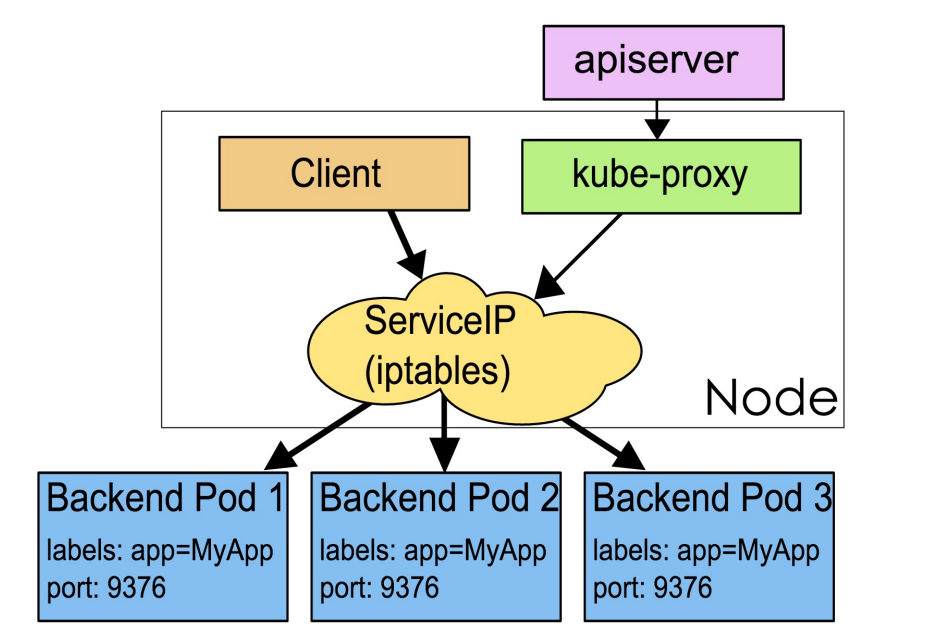 apiserver
Client
kube-proxy
ServiceIP
(iptables)
Node
Backend Pod 1
labels: app=MyApp
port: 9376
Backend Pod 2
labels: app=MyApp
port: 9376
Backend Pod 3
labels: app=MyApp
port: 9376